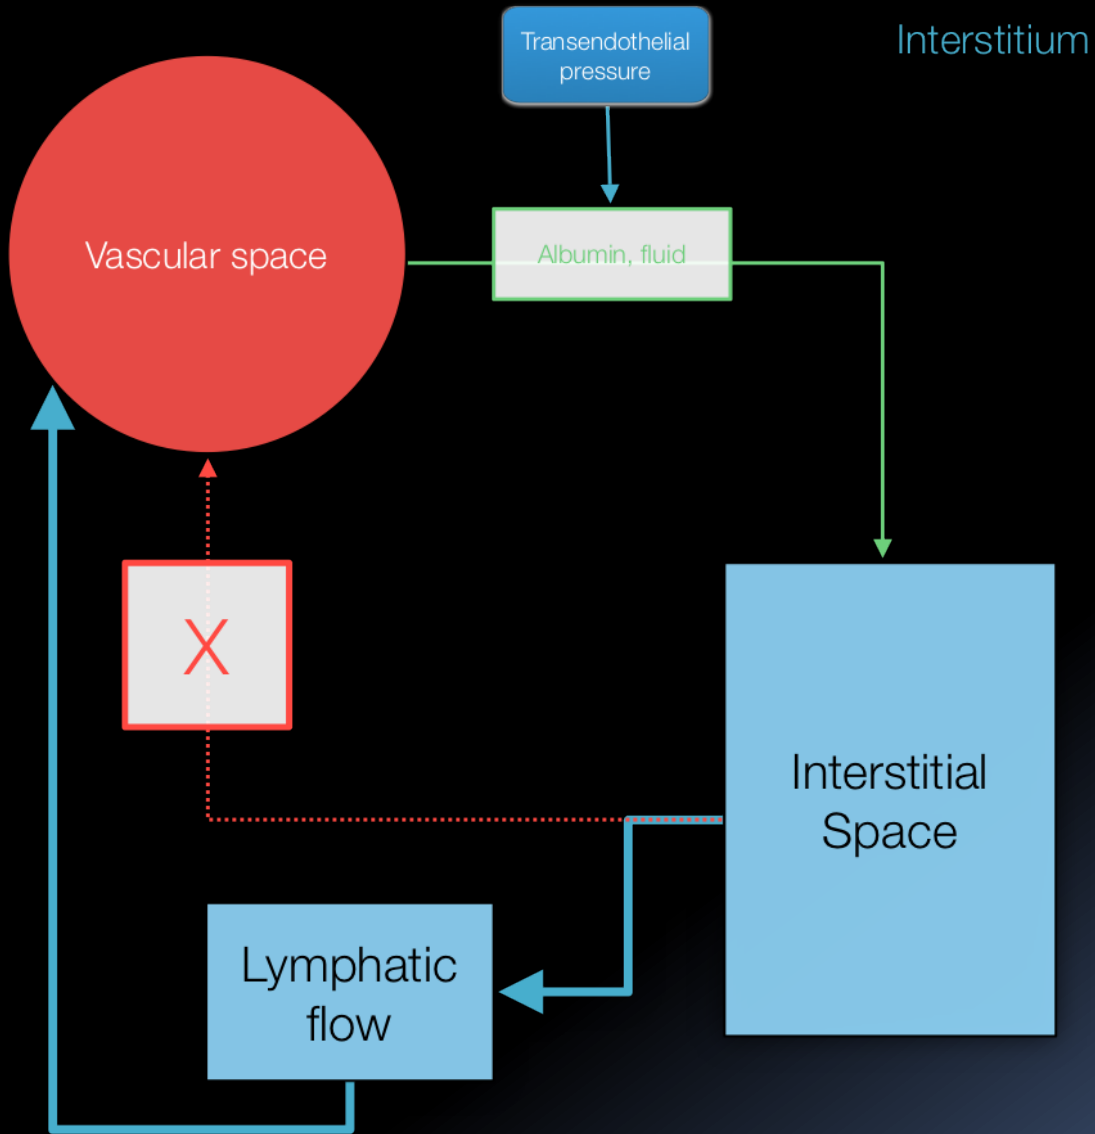 Interstitium
Transendothelial
pressure
Vascular space
Albumin, fluid
X
Interstitial
Space
Lymphatic
flow